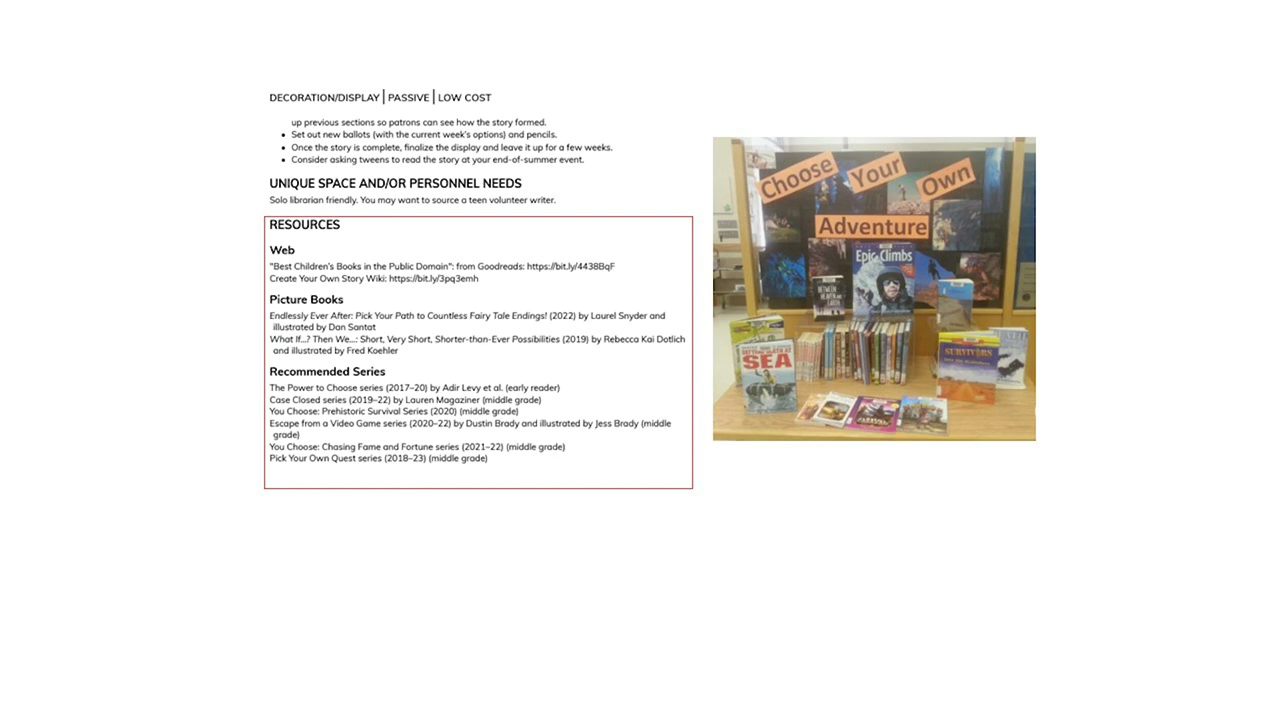 DECORATION/DISPLAY | PASSIVE | LOW COST
up previous sections so patrons can see how the story formed.
• Set out new ballots (with the current week's options) and pencils.
• Once the story is complete, finalize the display and leave it up for a few weeks.
• Consider asking tweens to read the story at your end-of-summer event.
UNIQUE SPACE AND/OR PERSONNEL NEEDS
Solo librarian friendly. You may want to source a teen volunteer writer.
RESOURCES
Web
"Best Children's Books in the Public Domain": from Goodreads: https://bit.ly/4438BqF
Create Your Own Story Wiki: https://bit.ly/3pq3emh
Picture Books
Endlessly Ever After: Pick Your Path to Countless Fairy Tale Endings! (2022) by Laurel Snyder and
illustrated by Dan Santat
What If...? Then We...: Short, Very Short, Shorter-than-Ever Possibilities (2019) by Rebecca Kai Dotlich
and illustrated by Fred Koehler
Recommended Series
The Power to Choose series (2017–20) by Adir Levy et al. (early reader)
Case Closed series (2019–22) by Lauren Magaziner (middle grade)
You Choose: Prehistoric Survival Series (2020) (middle grade)
Escape from a Video Game series (2020–22) by Dustin Brady and illustrated by Jess Brady (middle
grade)
You Choose: Chasing Fame and Fortune series (2021–22) (middle grade)
Pick Your Own Quest series (2018–23) (middle grade)
Choose Your Own
Adventure
Epic Climbs
BETWEEN
HEAVEN AND
EARTH
SEA
SURVIVORS